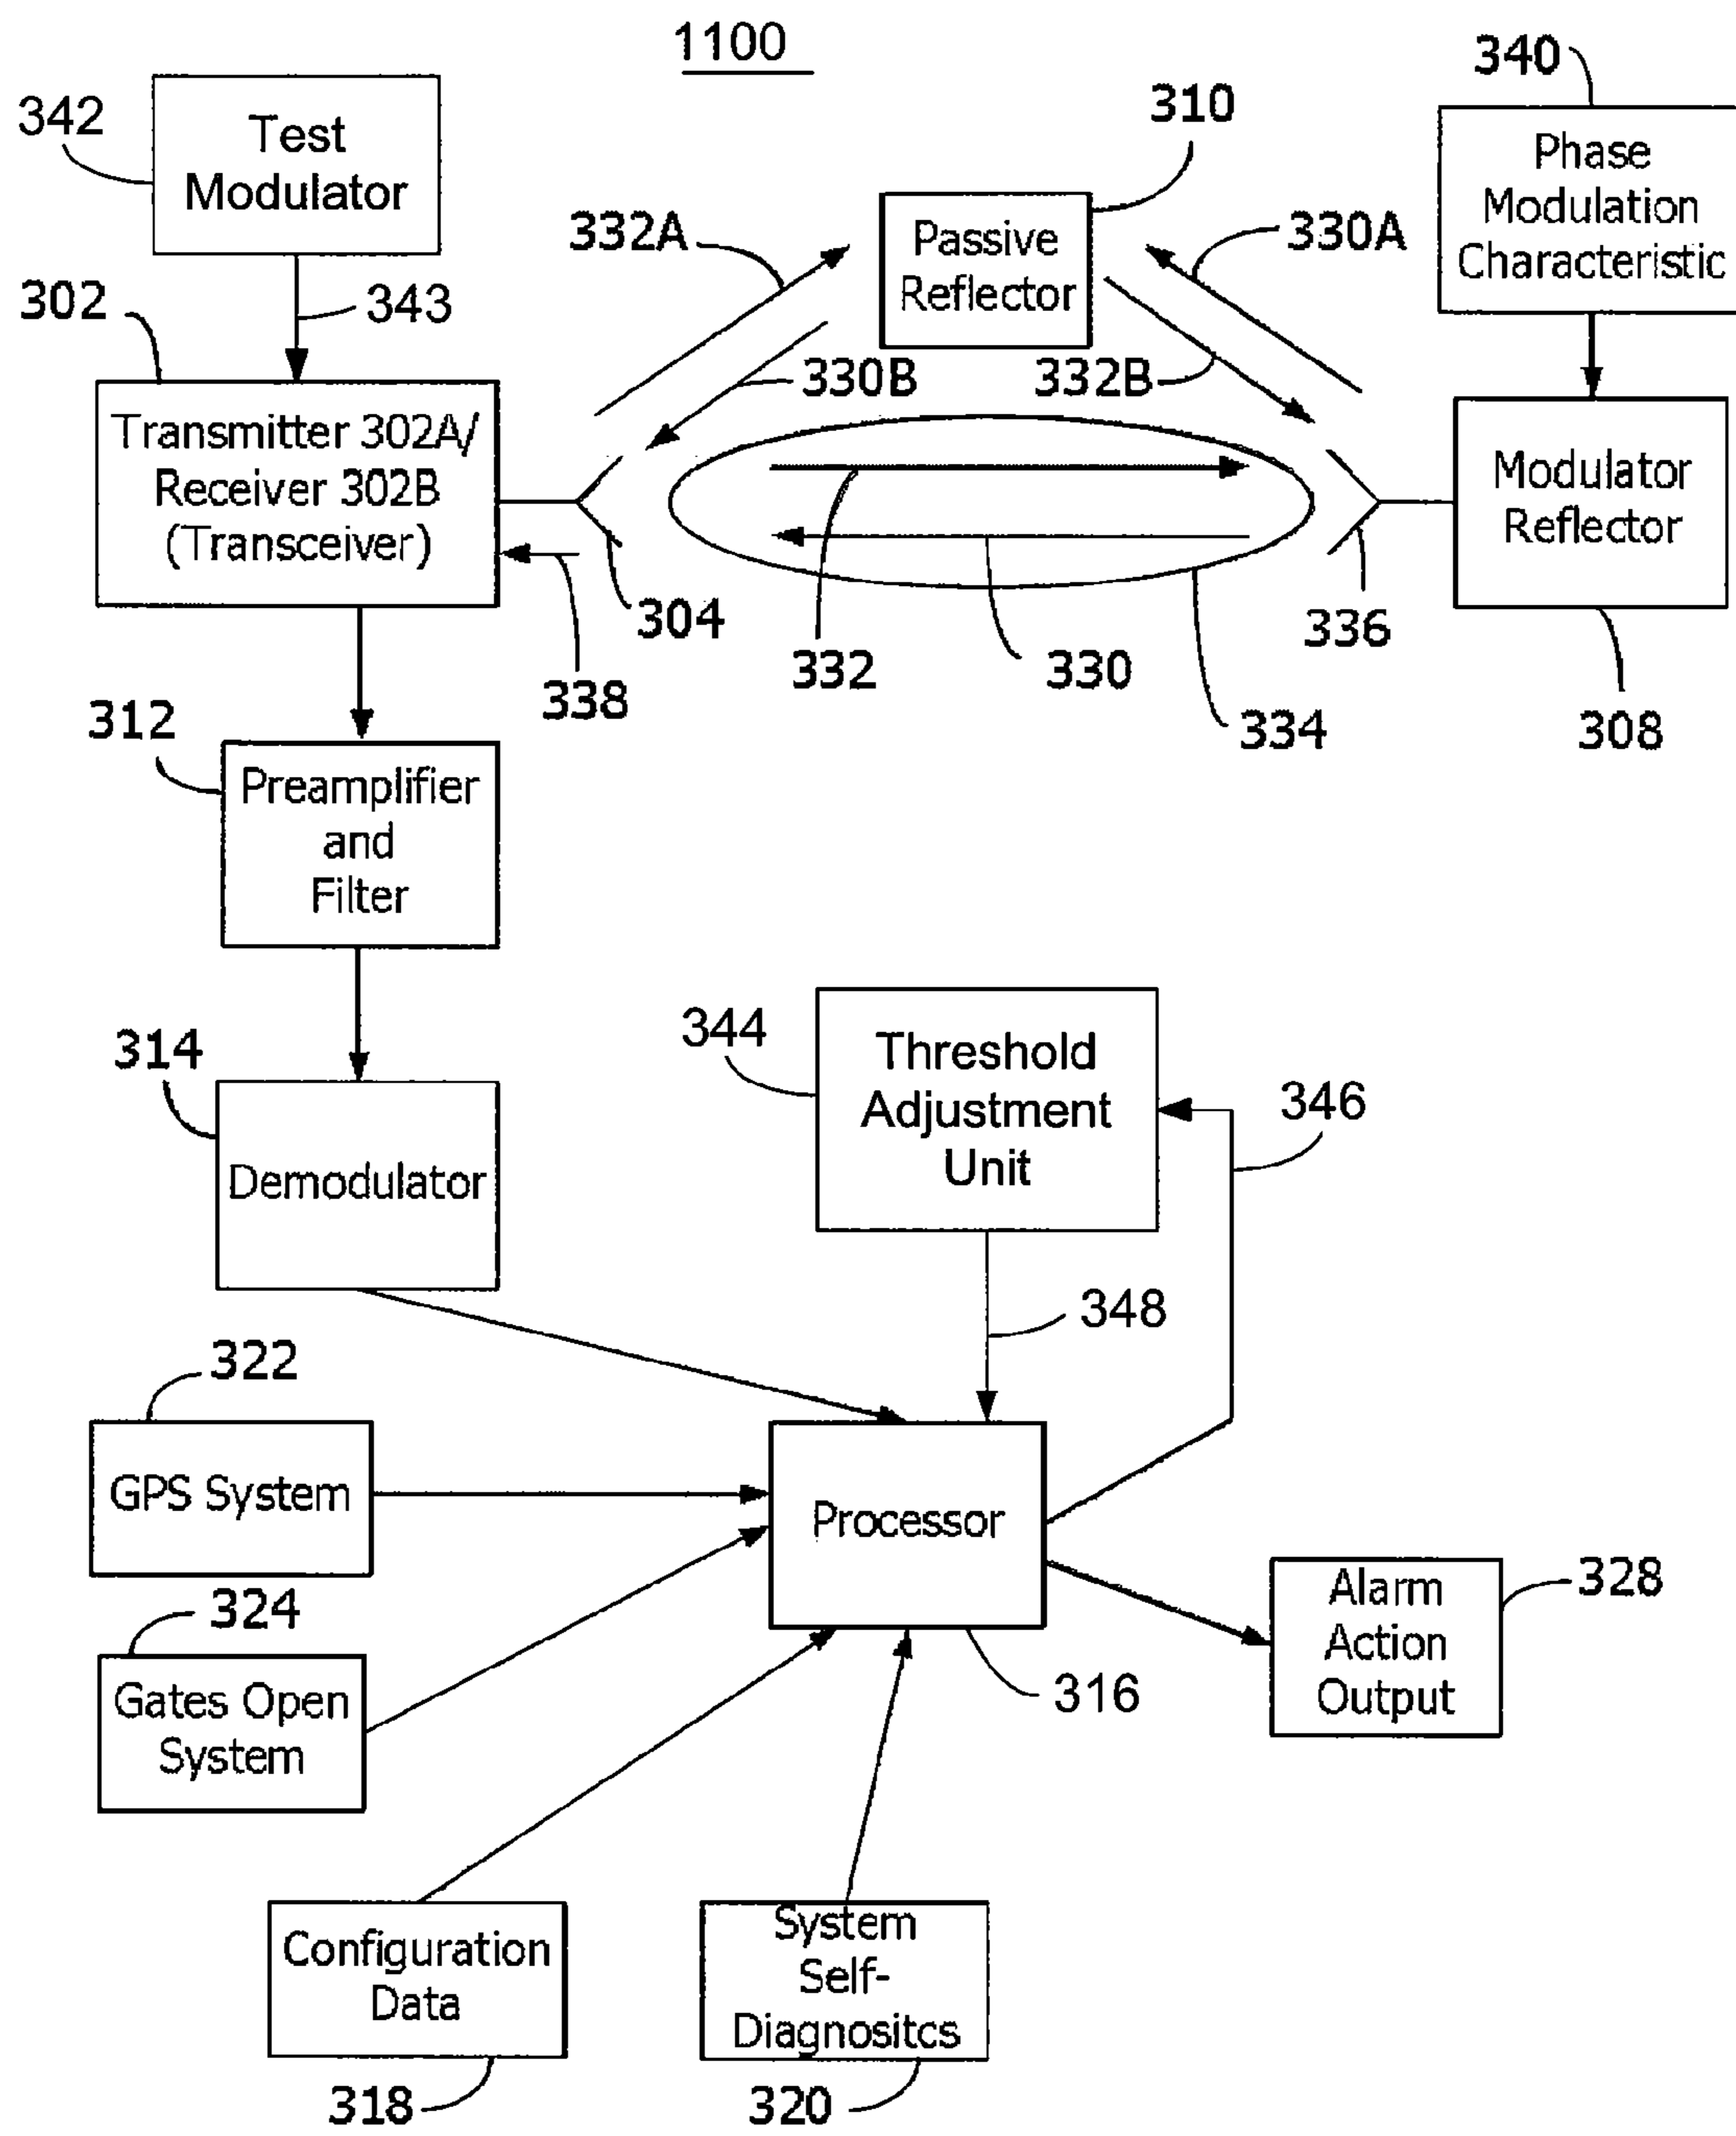 1100
342
Test
Modulator
343
302
Transmitter 302A/
Receiver 302B
(Transceiver)
332A
310
Passive
Reflector
330A
340
Phase
Modulation
Characteristic
330B
332B
Modulator
Reflector
304
338
332
330
334
336
308
312
Preamplifier
and
Filter
314
Demodulator
344
Threshold
Adjustment
Unit
346
348
322
GPS System
Processor
324
Gates Open
System
316
Alarm
Action
Output
328
Configuration
Data
318
System
Self-
Diagnositcs
320